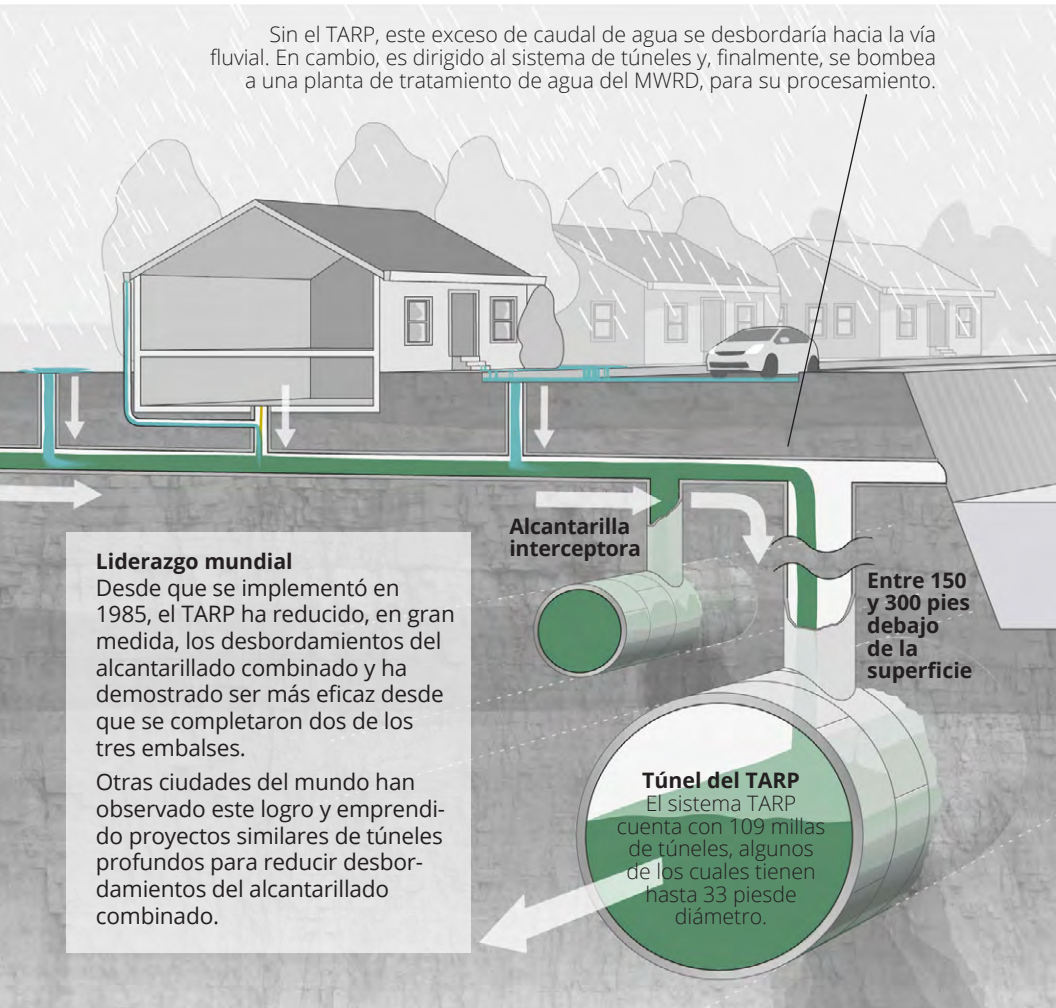 Sin el TARP, este exceso de caudal de agua se desbordaría hacia la vía
fluvial. En cambio, es dirigido al sistema de túneles y, finalmente, se bombea
a una planta de tratamiento de agua del MWRD, para su procesamiento.
Alcantarilla
interceptora
Entre 150
y 300 pies
debajo
de la
superficie
Liderazgo mundial
Desde que se implementó en
1985, el TARP ha reducido, en gran
medida, los desbordamientos del
alcantarillado combinado y ha
demostrado ser más eficaz desde
que se completaron dos de los
tres embalses.
Otras ciudades del mundo han
observado este logro y emprendi-
do proyectos similares de túneles
profundos para reducir desbor-
damientos del alcantarillado
combinado.
Túnel del TARP
El sistema TARP
cuenta con 109 millas
de túneles, algunos
de los cuales tienen
hasta 33 piesde
diámetro.